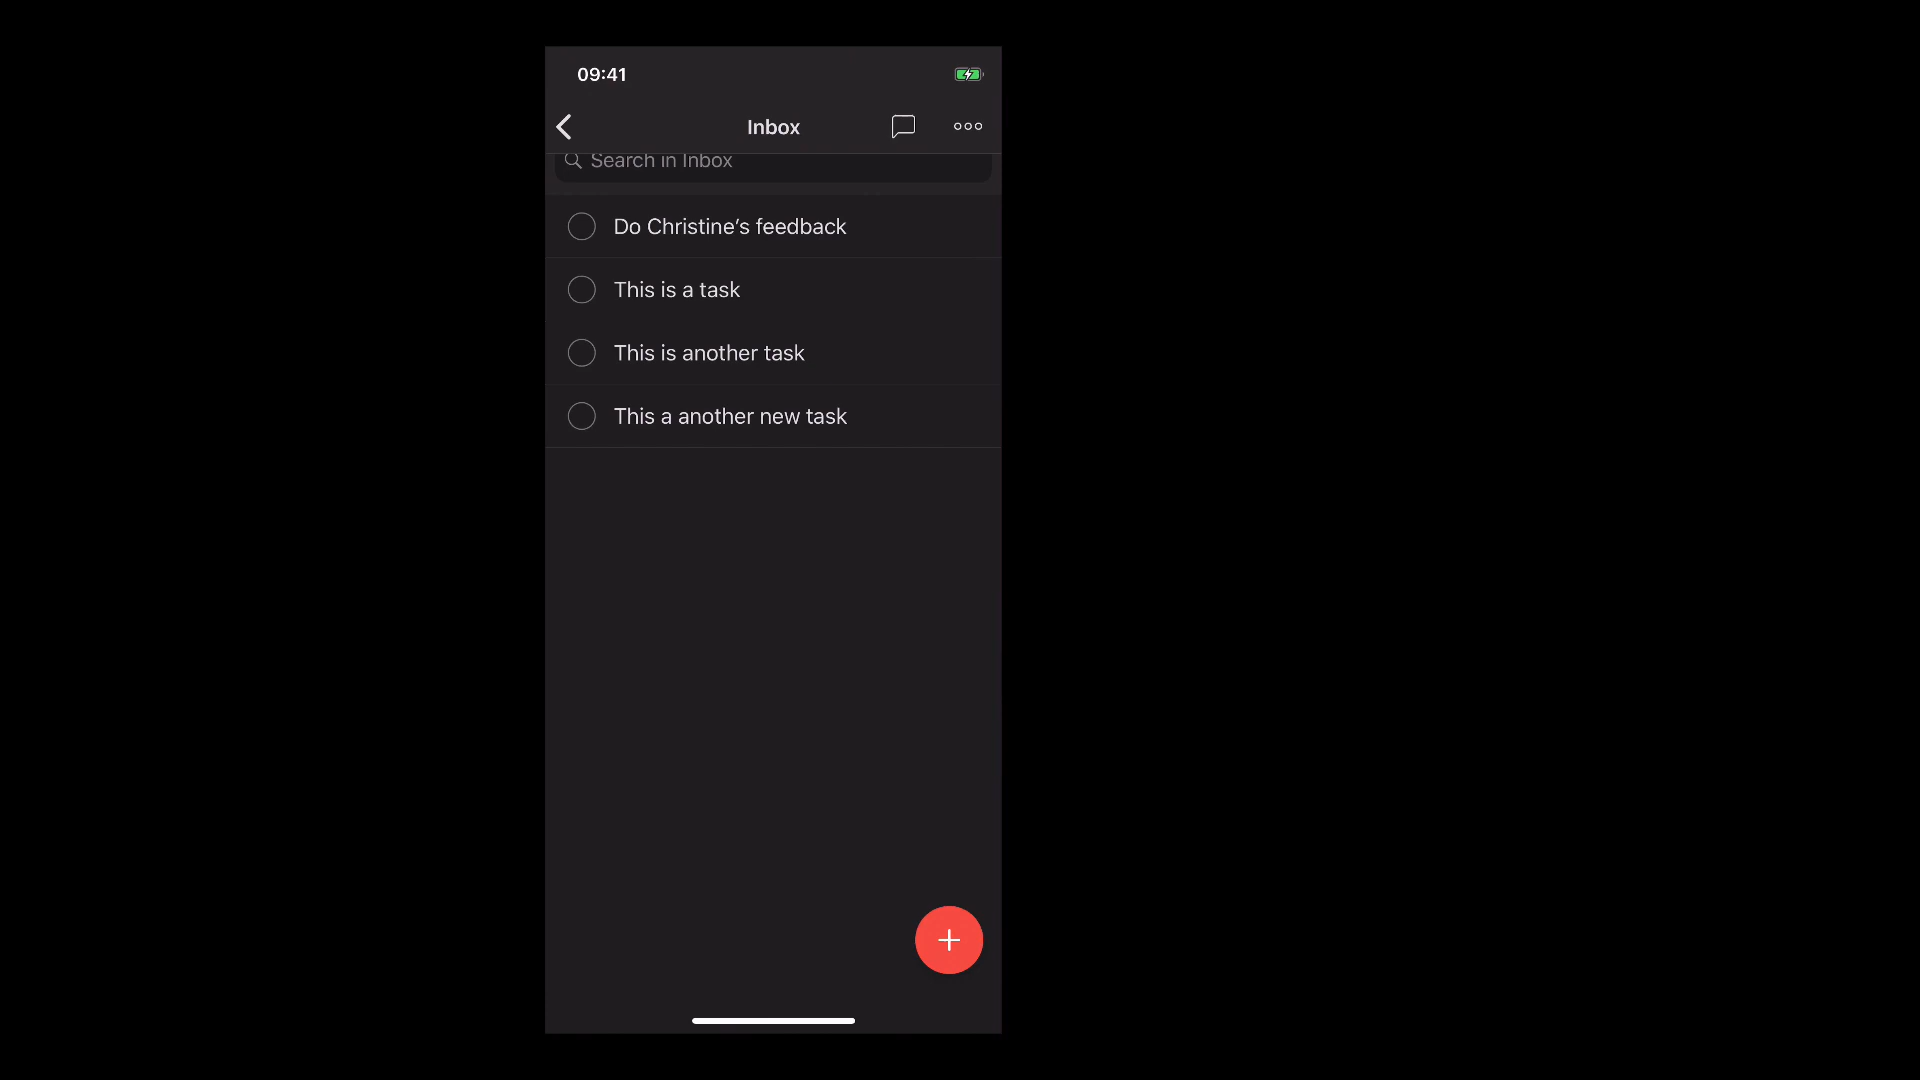 09:41
Inbox
Search in Inbox
Do Christine’s feedback
This is a task
This is another task
This a another new task